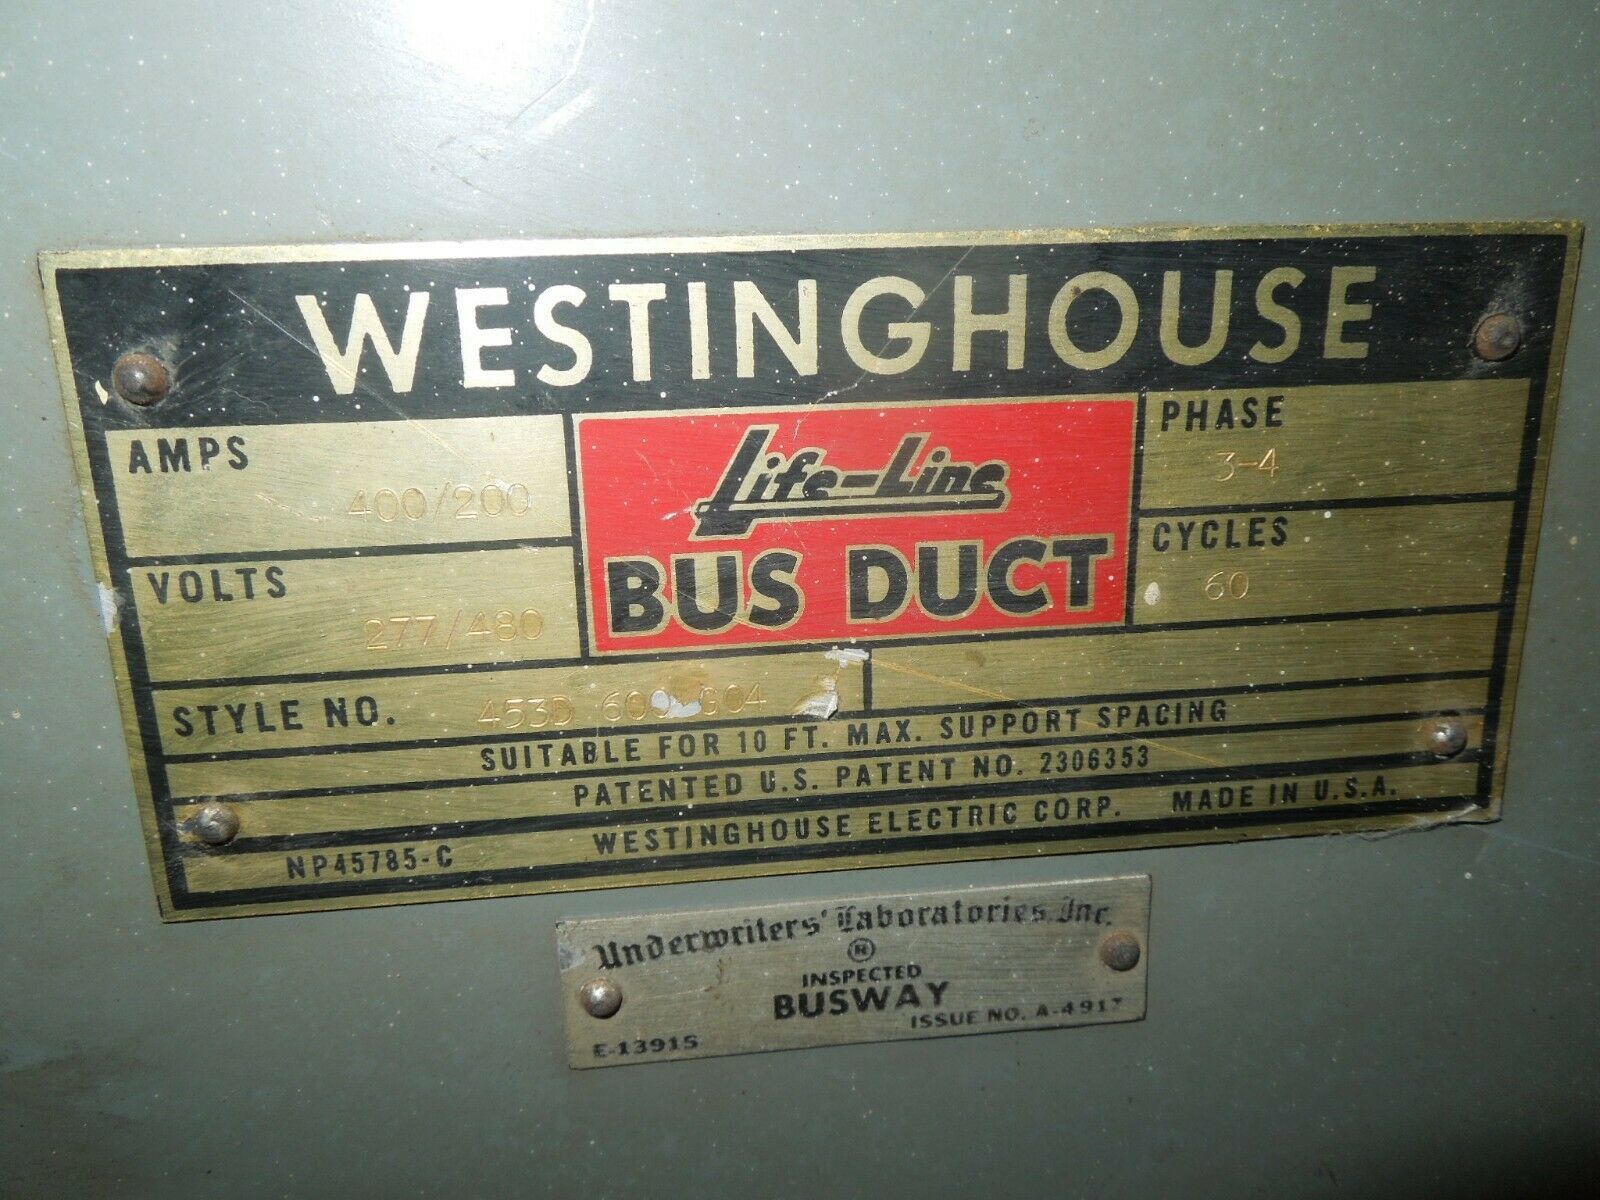 WESTINGHOUSE
AMPS
400/200
Life-Line
BUS DUCT
PHASE
3-4
VOLTS
277/480
CYCLES
60
STYLE NO. 453D G04
SUITABLE FOR 10 FT. MAX. SUPPORT SPACING
PATENTED U.S. PATENT NO. 2306353
NP45785-C WESTINGHOUSE ELECTRIC CORP. MADE IN U.S.A.
Underwriters' Laboratories, Inc.
INSPECTED
BUSWAY
E-13915 ISSUE NO. A-4917